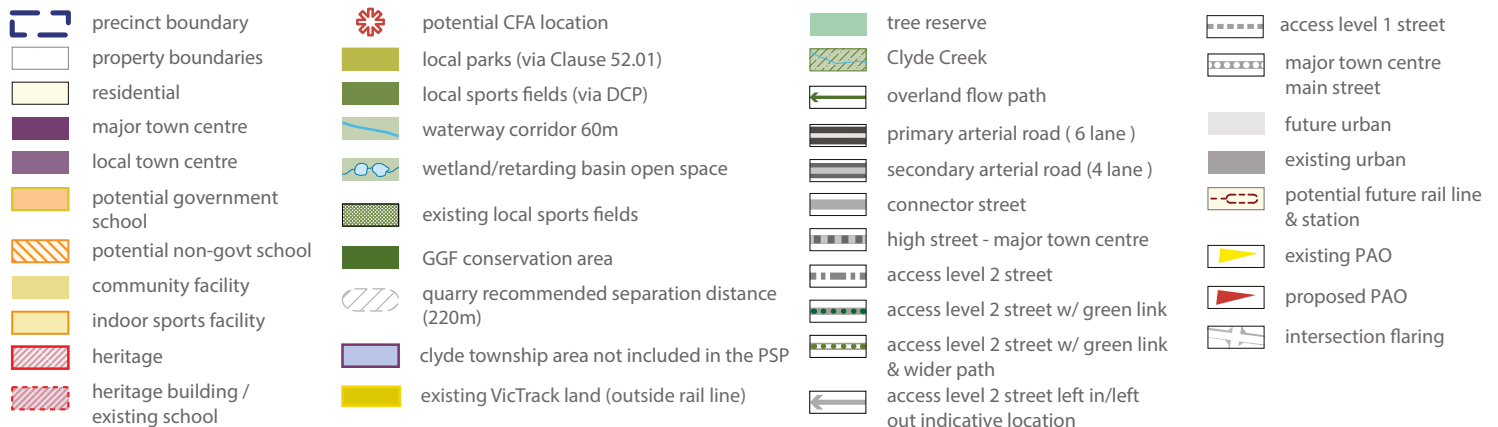 precinct boundary
property boundaries
residential
major town centre
local town centre
potential government
school
potential non-govt school
community facility
indoor sports facility
heritage
heritage building /
existing school
potential CFA location
local parks (via Clause 52.01)
local sports fields (via DCP)
waterway corridor 60m
wetland/retarding basin open space
existing local sports fields
GGF conservation area
quarry recommended separation distance
(220m)
clyde township area not included in the PSP
existing VicTrack land (outside rail line)
tree reserve
Clyde Creek
overland flow path
primary arterial road ( 6 lane )
secondary arterial road (4 lane )
connector street
high street - major town centre
access level 2 street
access level 2 street w/ green link
access level 2 street w/ green link
& wider path
access level 2 street left in/left
out indicative location
access level 1 street
major town centre
main street
future urban
existing urban
potential future rail line
& station
existing PAO
proposed PAO
intersection flaring